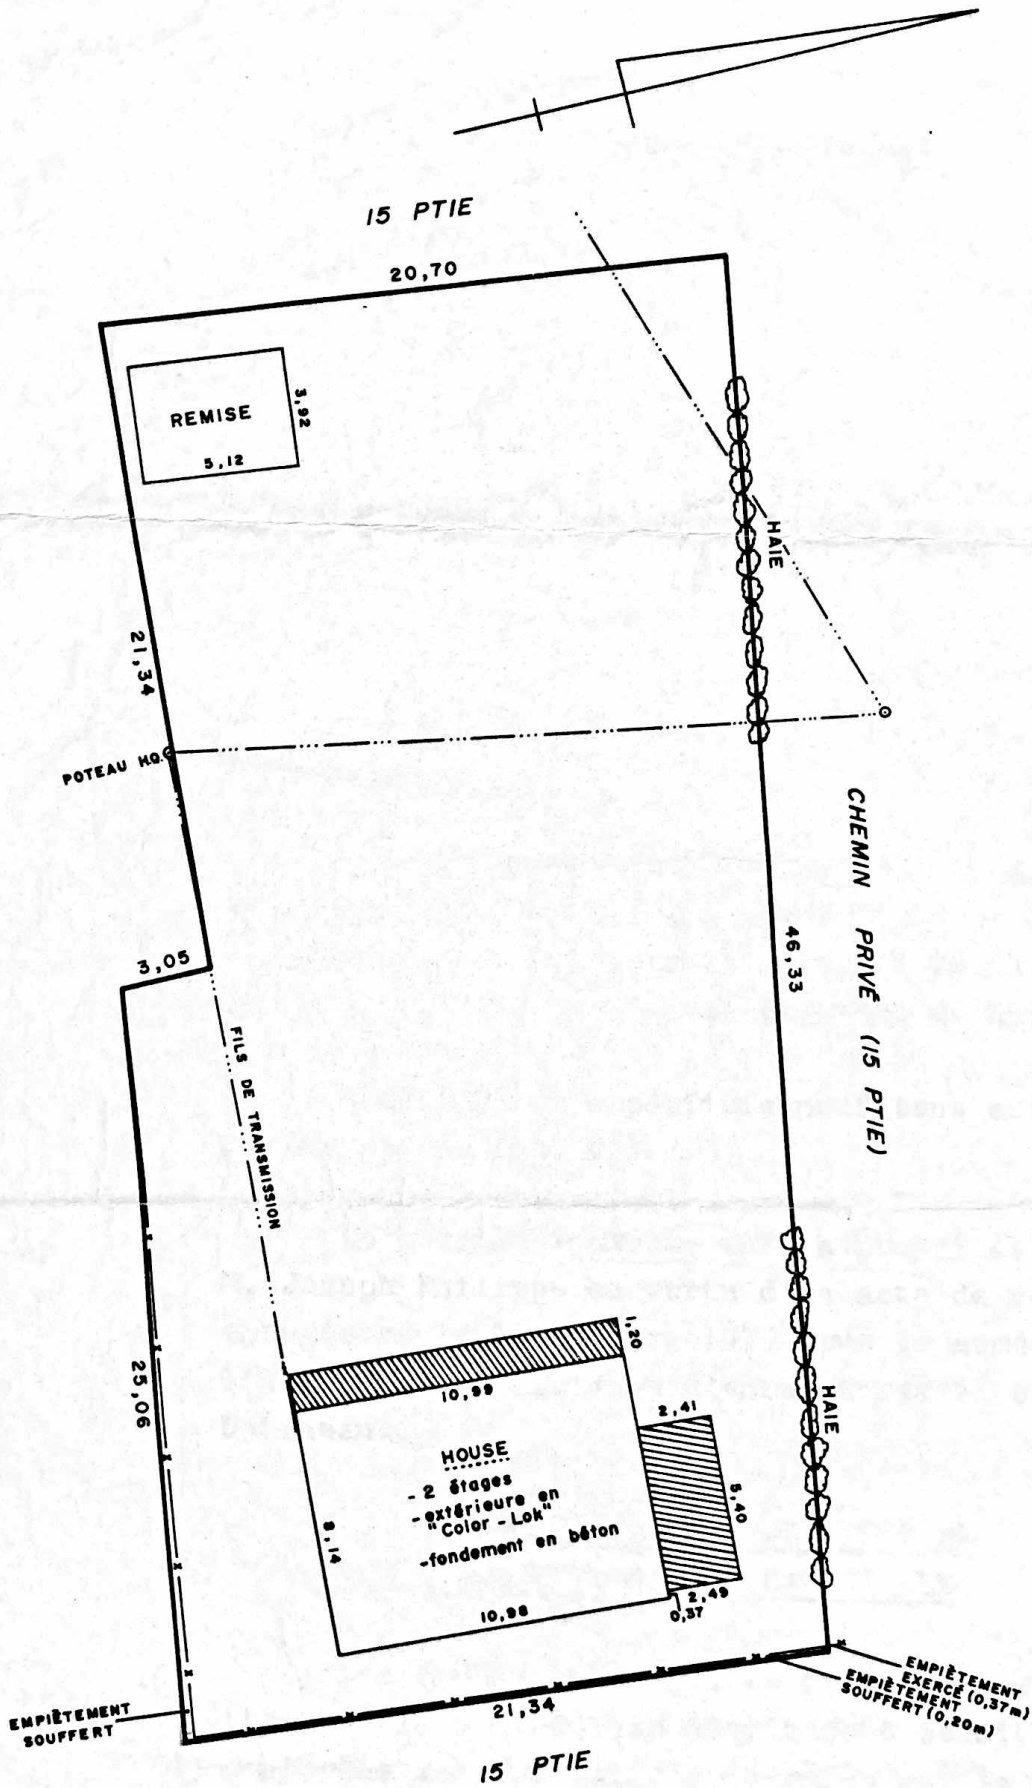 15 PTIE
20,70
REMISE
3,92
5,12
HAIE
21,34
POTEAU H.Q.
CHEMIN PRIVÉ (15 PTIE)
46,33
3,05
FILS DE TRANSMISSION
25,06
1,20
10,99
2,41
HAIE
HOUSE
- 2 étages
- extérieure en
"Color-Lok"
- fondement en béton
5,40
8,14
10,98
2,49
0,37
EMPIÈTEMENT
EXERCÉ (0,37m)
EMPIÈTEMENT
SOUFFERT (0,20m)
EMPIÈTEMENT
SOUFFERT
21,34
15 PTIE